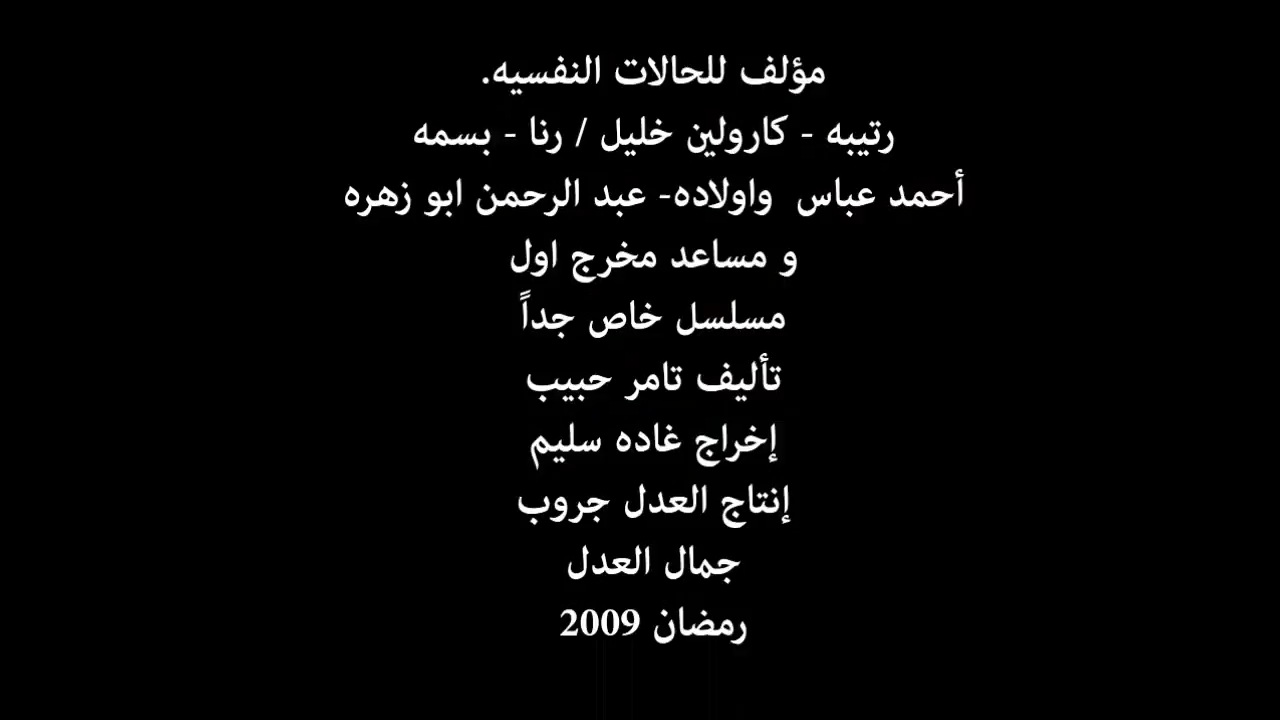 مؤلف للحالات النفسيه.
رتيبه - كارولين خليل / رنا - بسمه
أحمد عباس واولاده- عبد الرحمن ابو زهره
و مساعد مخرج اول
مسلسل خاص جداً
تأليف تامر حبيب
إخراج غاده سليم
إنتاج العدل جروب
جمال العدل
رمضان 2009